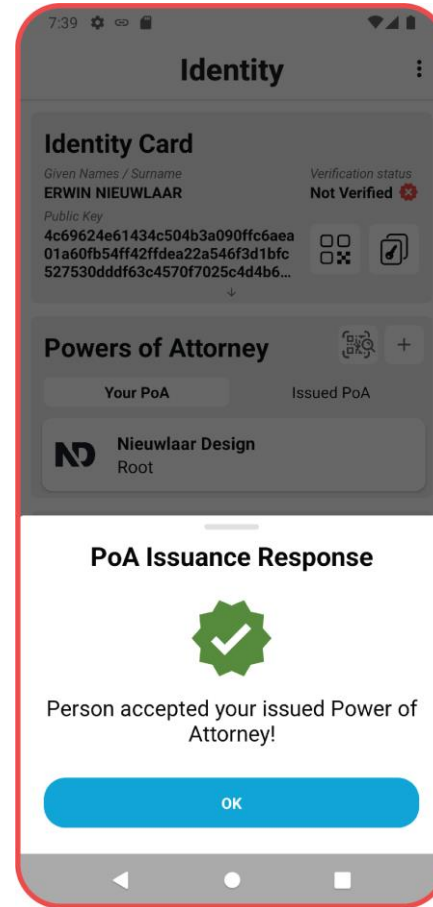 7:39
Identity
Identity Card
Given Names / Surname
Verification status
ERWIN NIEUWLAAR
Not Verified
Public Key
4c69624e61434c504b3a090ffc6aea
01a60fb54ff42ffdea22a546f3d1bfc
527530dddf63c4570f7025c4d4b6...
Powers of Attorney
Your PoA
Issued PoA
ND
Nieuwlaar Design
Root
PoA Issuance Response
Person accepted your issued Power of
Attorney!
OK